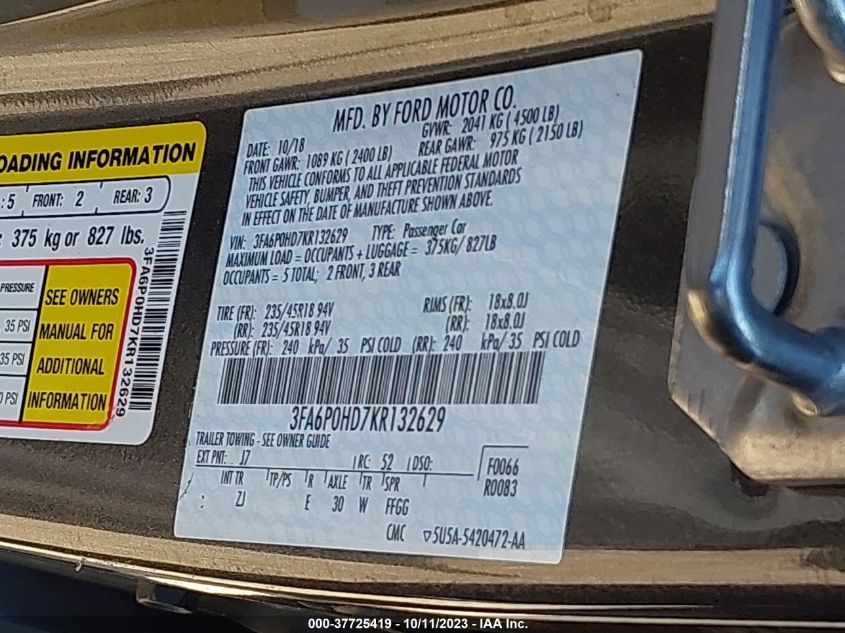 LOADING INFORMATION
: 5 FRONT: 2 REAR: 3
: 375 kg or 827 lbs.
3FA6P0HD7KR132629
PRESSURE
35 PSI
35 PSI
PSI
SEE OWNERS
MANUAL FOR
ADDITIONAL
INFORMATION
MFD. BY FORD MOTOR CO.
DATE: 10/18 GVWR: 2041 KG ( 4500 LB)
FRONT GAWR: 1089 KG ( 2400 LB) REAR GAWR: 975 KG ( 2150 LB)
THIS VEHICLE CONFORMS TO ALL APPLICABLE FEDERAL MOTOR
VEHICLE SAFETY, BUMPER, AND THEFT PREVENTION STANDARDS
IN EFFECT ON THE DATE OF MANUFACTURE SHOWN ABOVE.
VIN: 3FA6P0HD7KR132629 TYPE: Passenger Car
MAXIMUM LOAD = OCCUPANTS + LUGGAGE = 375KG/ 827LB
OCCUPANTS = 5 TOTAL; 2 FRONT, 3 REAR
TIRE (FR): 235/45R18 94V RIMS (FR): 18x8.0J
(RR): 235/45R18 94V (RR): 18x8.0J
PRESSURE (FR): 240 kPa/ 35 PSI COLD (RR): 240 kPa/ 35 PSI COLD
3FA6P0HD7KR132629
TRAILER TOWING - SEE OWNER GUIDE
EXT PNT: J7 RC: 52 DSO: F0066
R0083
INT TR TP/PS R AXLE TR SPR
: ZJ E 30 W FFGG
CMC ▽5U5A-5420472-AA
000-37725419 - 10/11/2023 - IAA Inc.